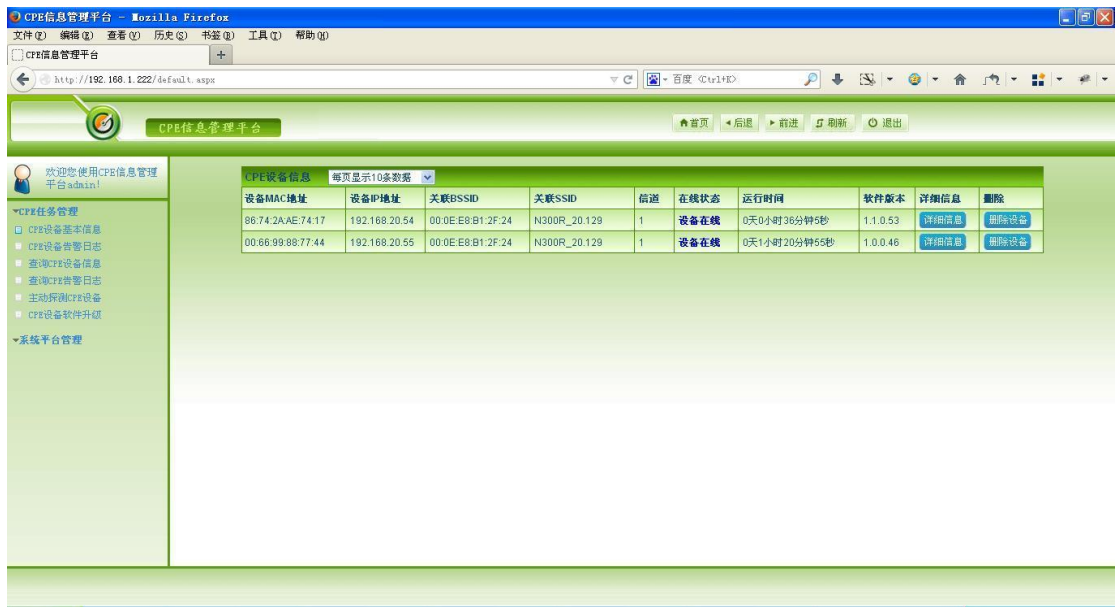 CPE信息管理平台 - Mozilla Firefox
文件(F) 编辑(E) 查看(V) 历史(S) 书签(B) 工具(T) 帮助(H)
CPE信息管理平台 +
http://192.168.1.222/default.aspx 百度 <Ctrl+K>
CPE信息管理平台 首页 后退 前进 刷新 退出
欢迎您使用CPE信息管理
平台admin!
CPE任务管理
CPE设备基本信息
CPE设备告警日志
查询CPE设备信息
查询CPE告警日志
主动探测CPE设备
CPE设备软件升级
系统平台管理
CPE设备信息 每页显示10条数据
设备MAC地址 设备IP地址 关联BSSID 关联SSID 信道 在线状态 运行时间 软件版本 详细信息 删除
86:74:2A:AE:74:17 192.168.20.54 00:0E:E8:B1:2F:24 N300R_20.129 1 设备在线 0天0小时36分钟5秒 1.1.0.53 详细信息 删除设备
00:66:99:88:77:44 192.168.20.55 00:0E:E8:B1:2F:24 N300R_20.129 1 设备在线 0天1小时20分钟55秒 1.0.0.46 详细信息 删除设备